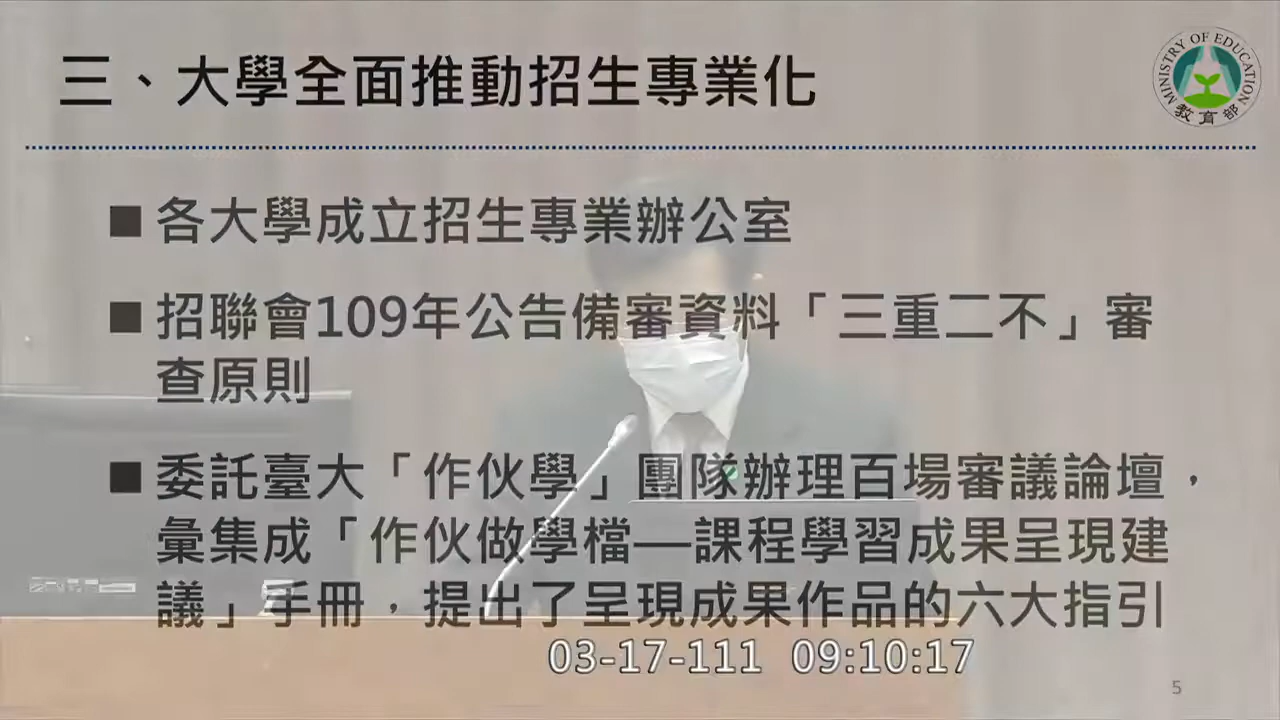 三、大學全面推動招生專業化
MINISTRY OF EDUCATION
教育部
■各大學成立招生專業辦公室
■招聯會109年公告備審資料「三重二不」審
查原則
■委託臺大「作伙學」團隊辦理百場審議論壇，
彙集成「作伙做學檔—課程學習成果呈現建
議」手冊，提出了呈現成果作品的六大指引
03-17-111 09:10:17
5